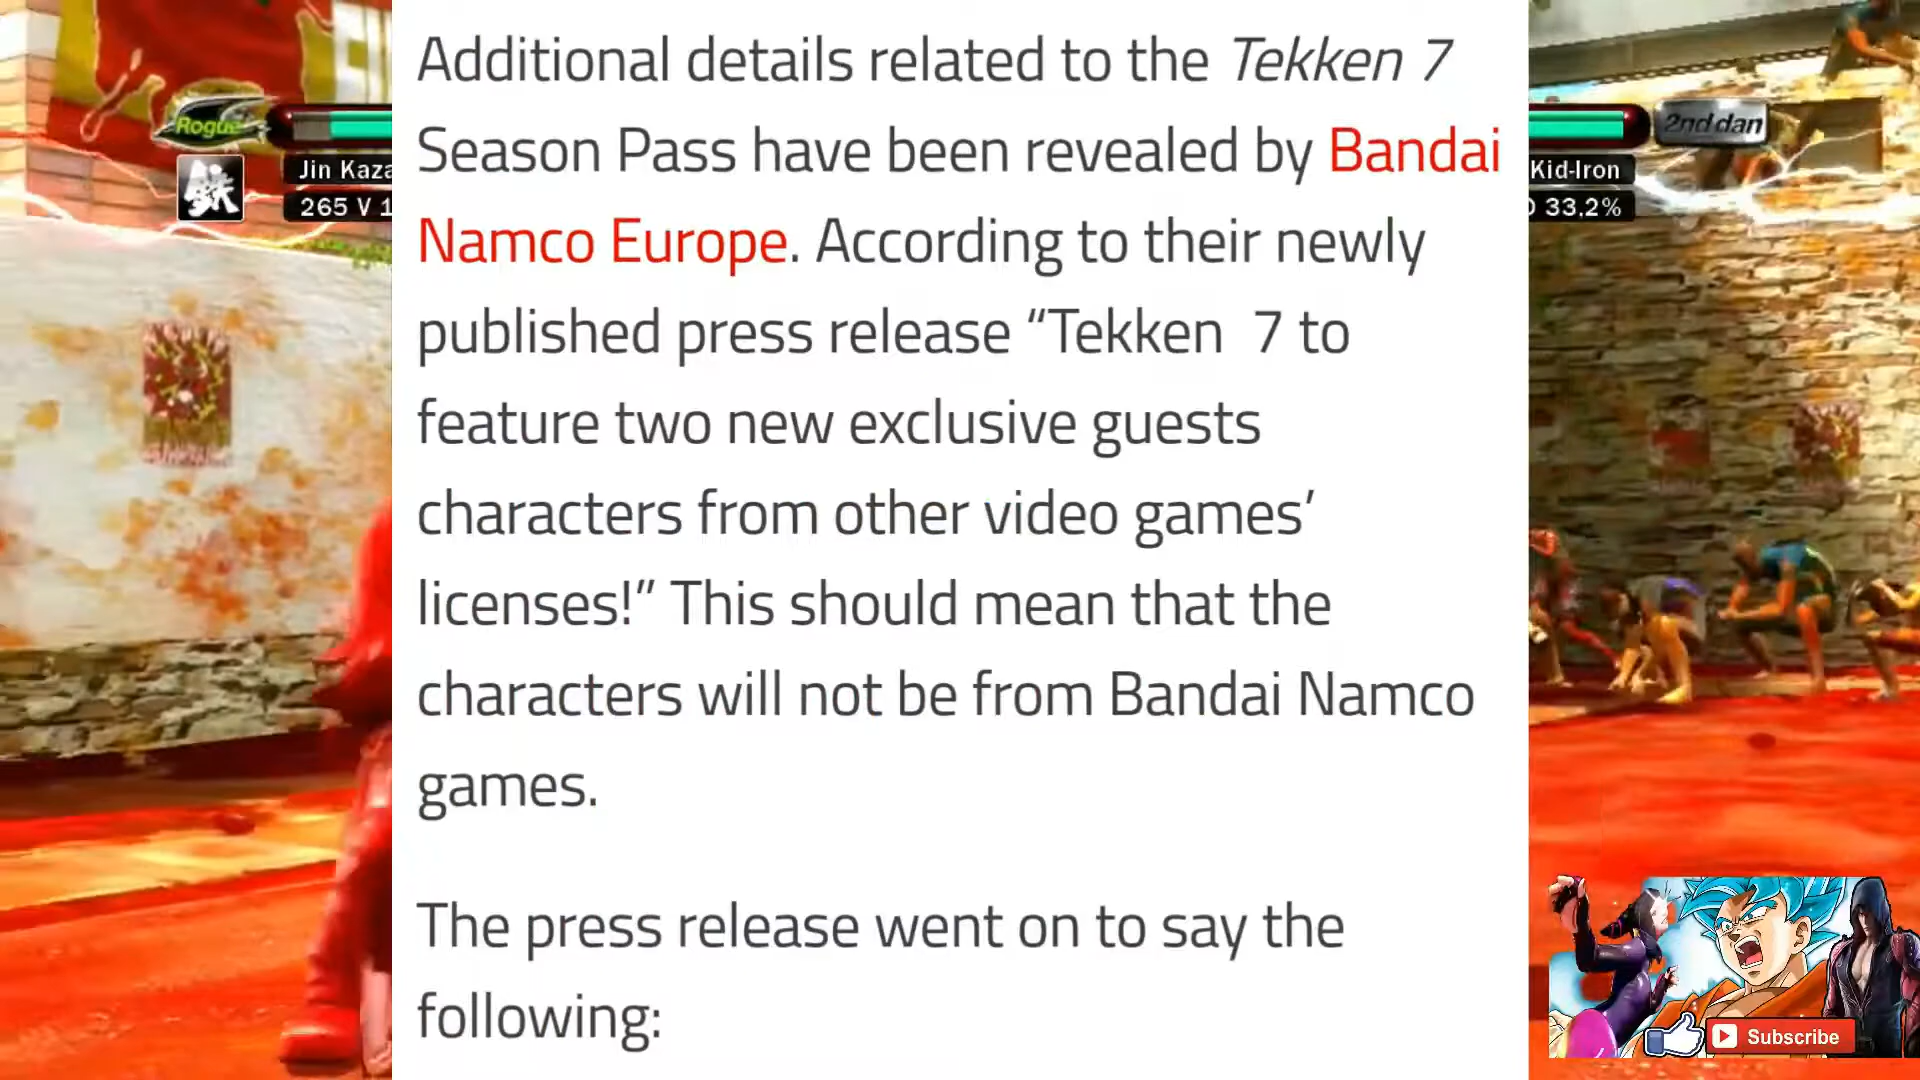 Additional details related to the Tekken 7
Season Pass have been revealed by Bandai
Namco Europe. According to their newly
published press release “Tekken  7 to
feature two new exclusive guests
characters from other video games’
licenses!” This should mean that the
characters will not be from Bandai Namco
games.
The press release went on to say the
following:
Rogue
鉄
Jin Kaza
265 V 1
2nd dan
Kid-Iron
33.2%
Subscribe